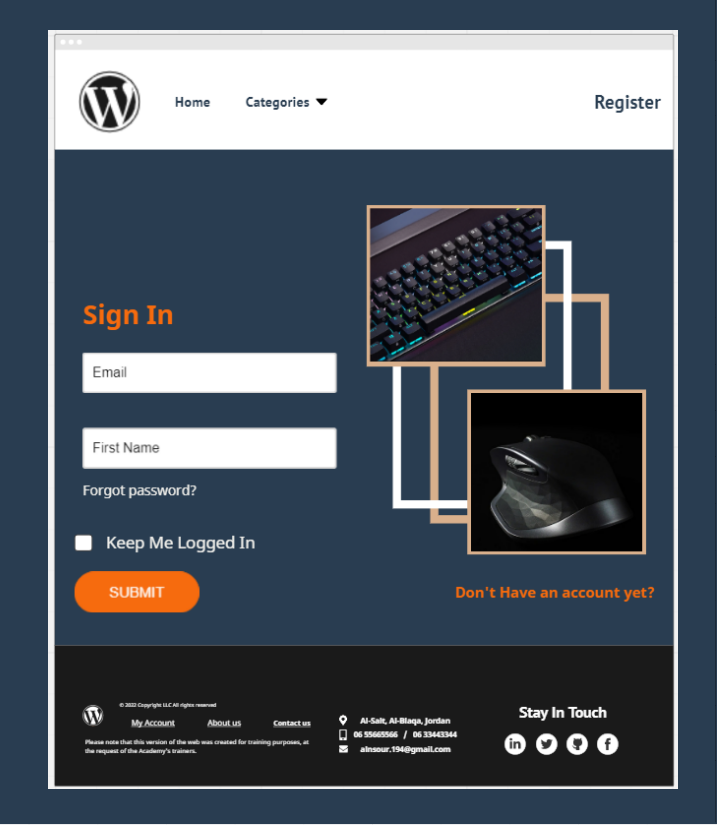 Home
Categories
Register
Sign In
Email
First Name
Forgot password?
Keep Me Logged In
SUBMIT
Don't Have an account yet?
© 2022 Copyright LLC All rights reserved
My Account
About us
Contact us
Please note that this version of the web was created for training purposes, at
the request of the Academy's trainers.
Al-Salt, Al-Blaqa, Jordan
06 55665566 / 06 33443344
alnsour.194@gmail.com
Stay In Touch